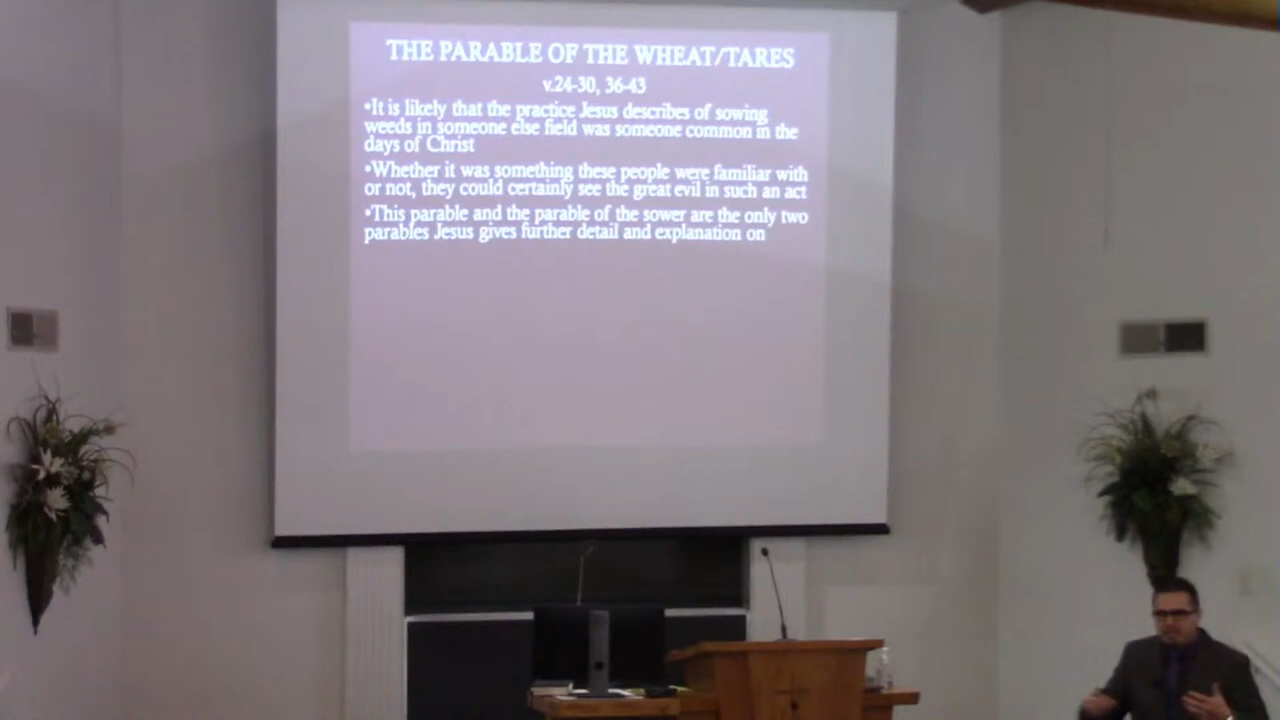 THE PARABLE OF THE WHEAT/TARES
v.24-30, 36-43
•It is likely that the practice Jesus describes of sowing
weeds in someone else field was someone common in the
days of Christ
•Whether it was something these people were familiar with
or not, they could certainly see the great evil in such an act
•This parable and the parable of the sower are the only two
parables Jesus gives further detail and explanation on